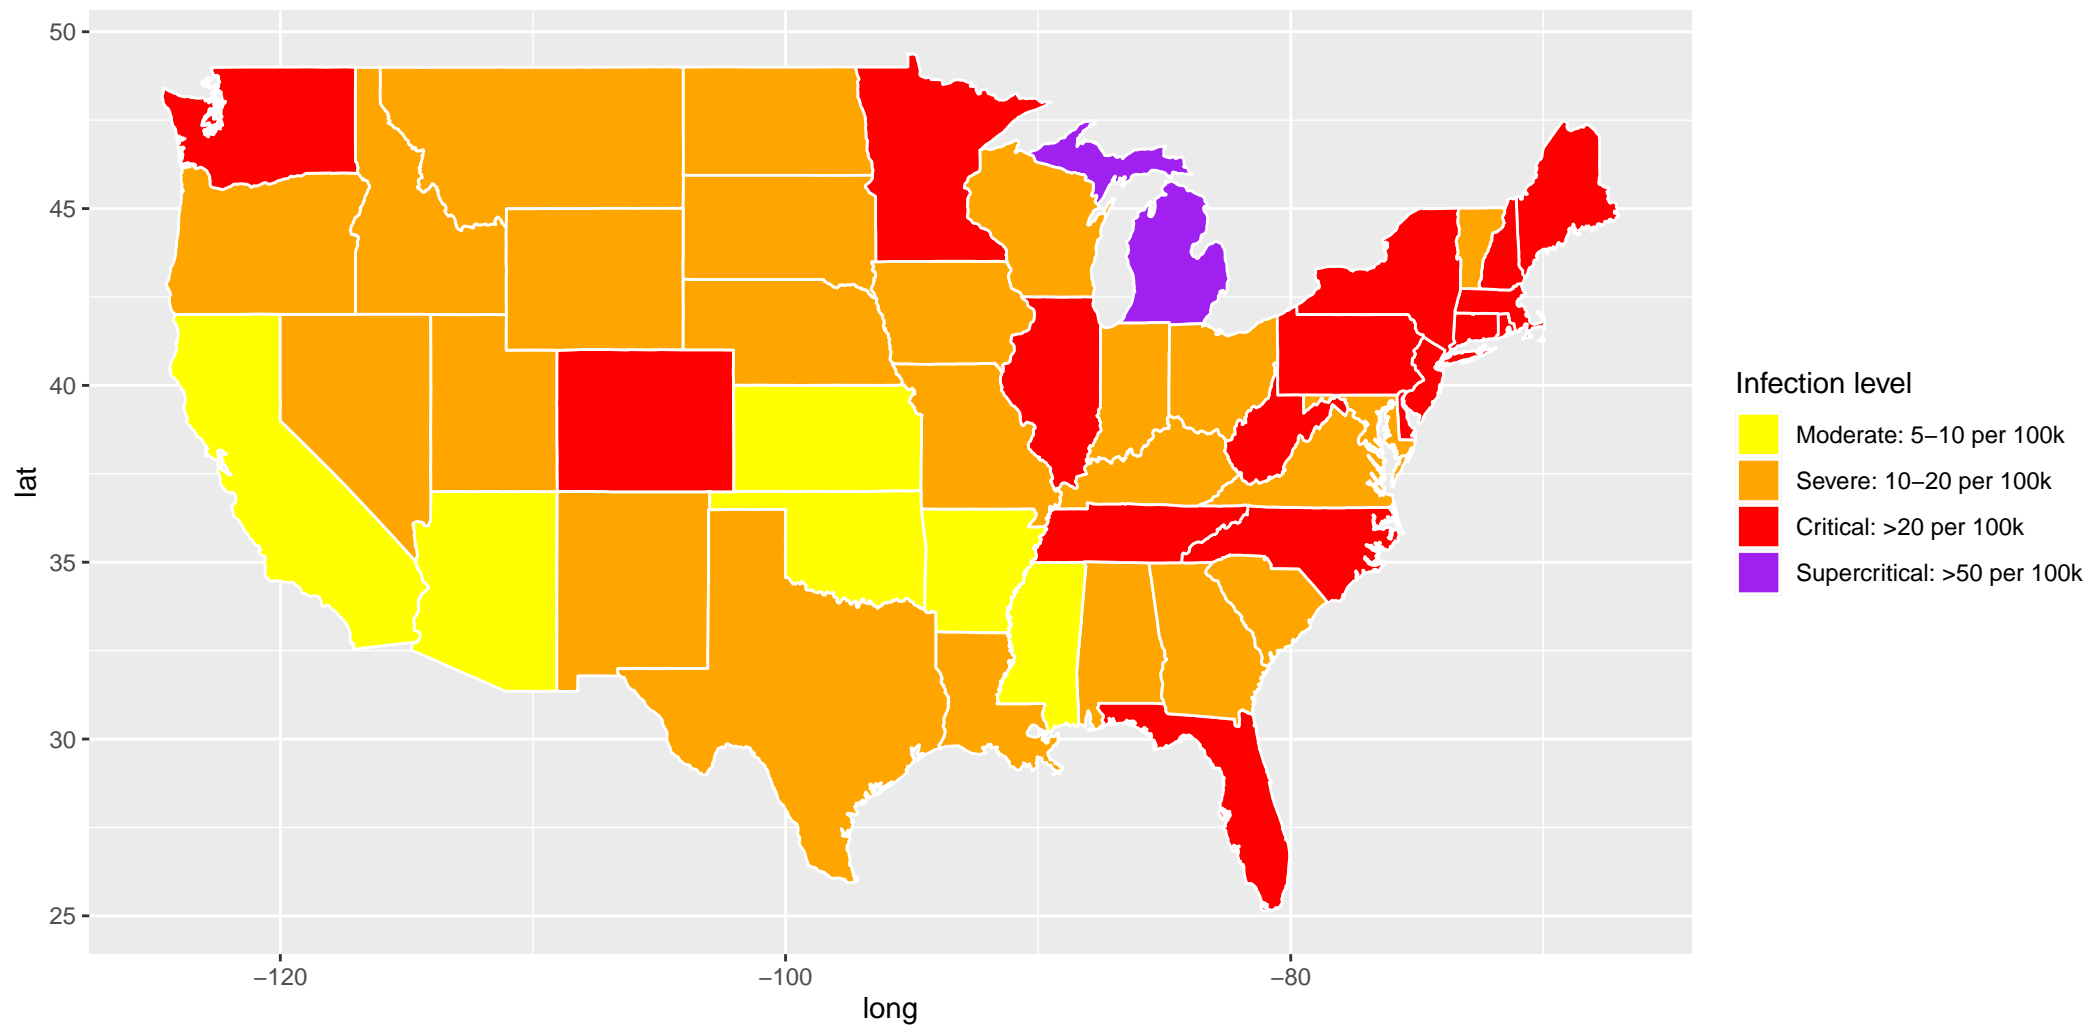 50
45
40
35
30
25
lat
−120
−100
−80
long
Infection level
Moderate: 5−10 per 100k
Severe: 10−20 per 100k
Critical: >20 per 100k
Supercritical: >50 per 100k